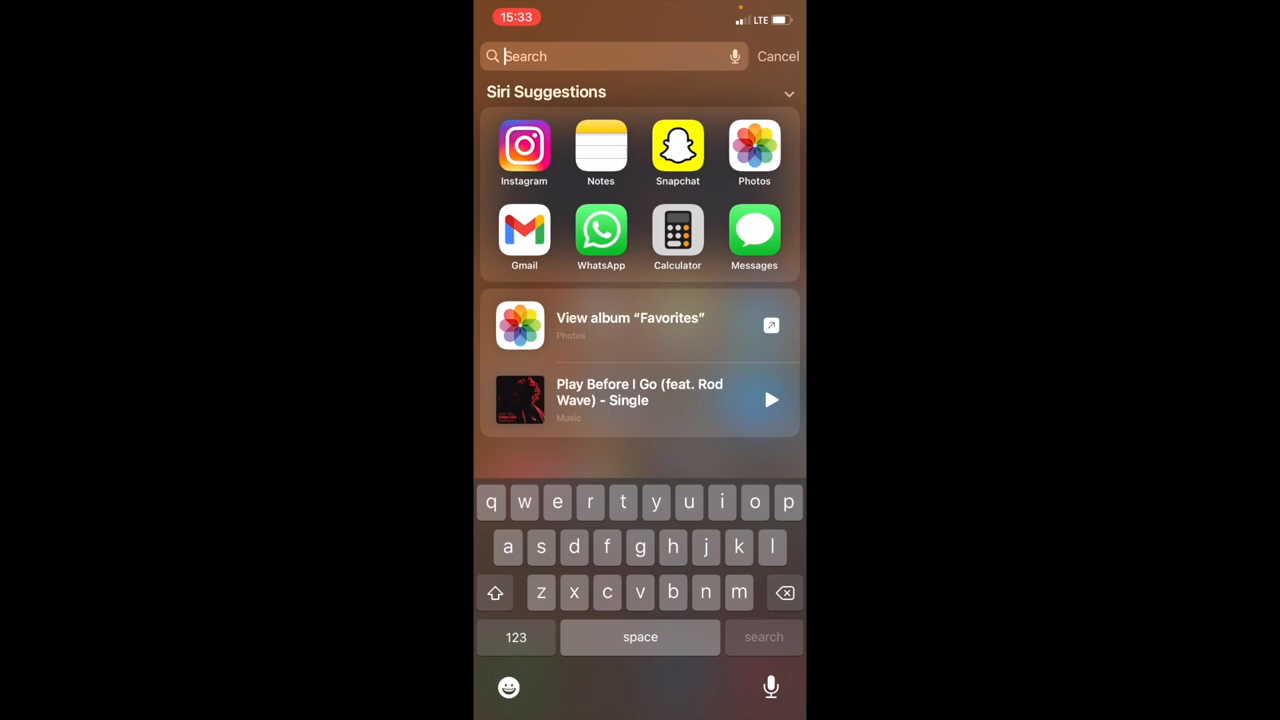 15:33
LTE
Search
Cancel
Siri Suggestions
Instagram
Notes
Snapchat
Photos
Gmail
WhatsApp
Calculator
Messages
View album “Favorites”
Photos
Play Before I Go (feat. Rod
Wave) - Single
Music
q w e r t y u i o p
a s d f g h j k l
z x c v b n m
123
space
search